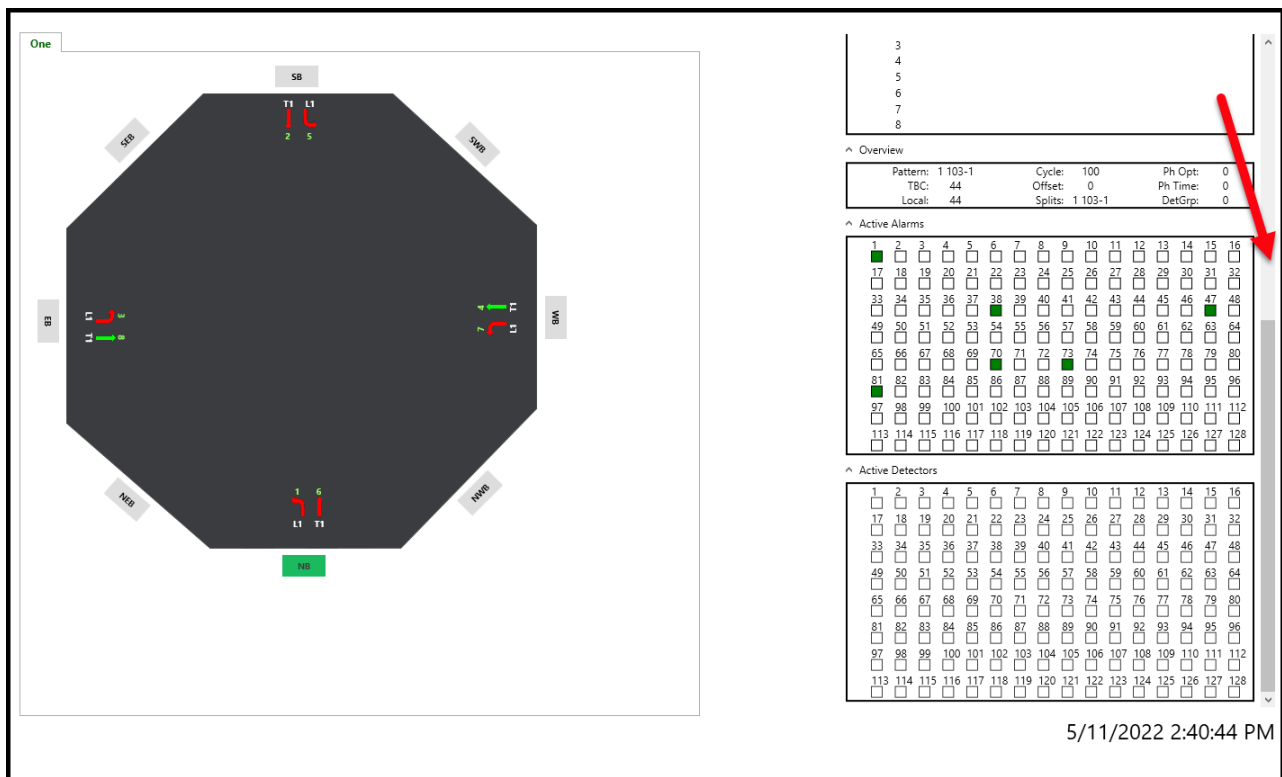 One
SB
SEB
SWB
T1 L1
2 5
EB
L1 3
T1 8
4 T1
7 L1
WB
1 6
L1 T1
NEB
NWB
NB
3
4
5
6
7
8
Overview
Pattern: 1 103-1 Cycle: 100 Ph Opt: 0
TBC: 44 Offset: 0 Ph Time: 0
Local: 44 Splits: 1 103-1 DetGrp: 0
Active Alarms
1 2 3 4 5 6 7 8 9 10 11 12 13 14 15 16
17 18 19 20 21 22 23 24 25 26 27 28 29 30 31 32
33 34 35 36 37 38 39 40 41 42 43 44 45 46 47 48
49 50 51 52 53 54 55 56 57 58 59 60 61 62 63 64
65 66 67 68 69 70 71 72 73 74 75 76 77 78 79 80
81 82 83 84 85 86 87 88 89 90 91 92 93 94 95 96
97 98 99 100 101 102 103 104 105 106 107 108 109 110 111 112
113 114 115 116 117 118 119 120 121 122 123 124 125 126 127 128
Active Detectors
1 2 3 4 5 6 7 8 9 10 11 12 13 14 15 16
17 18 19 20 21 22 23 24 25 26 27 28 29 30 31 32
33 34 35 36 37 38 39 40 41 42 43 44 45 46 47 48
49 50 51 52 53 54 55 56 57 58 59 60 61 62 63 64
65 66 67 68 69 70 71 72 73 74 75 76 77 78 79 80
81 82 83 84 85 86 87 88 89 90 91 92 93 94 95 96
97 98 99 100 101 102 103 104 105 106 107 108 109 110 111 112
113 114 115 116 117 118 119 120 121 122 123 124 125 126 127 128
5/11/2022 2:40:44 PM